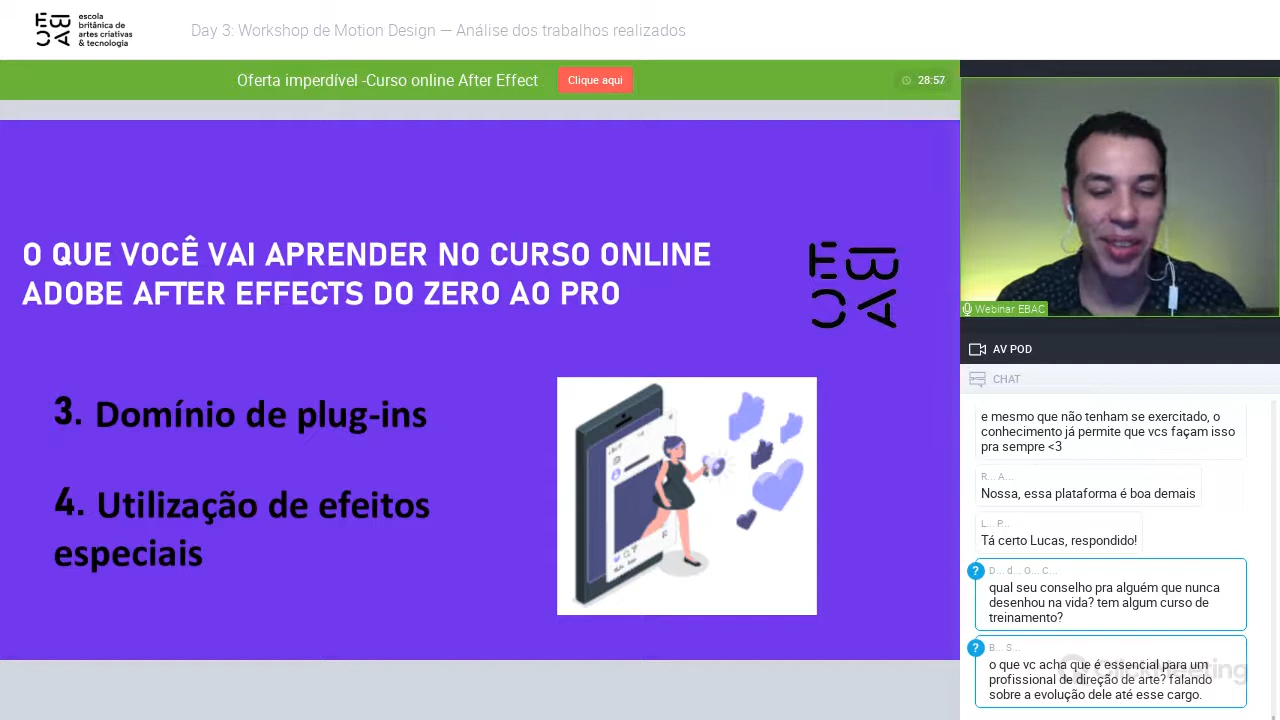 escola
britânica de
artes criativas
& tecnologia
Day 3: Workshop de Motion Design — Análise dos trabalhos realizados
Oferta imperdível -Curso online After Effect
Clique aqui
28:57
O QUE VOCÊ VAI APRENDER NO CURSO ONLINE
ADOBE AFTER EFFECTS DO ZERO AO PRO
EBAC
3. Domínio de plug-ins
4. Utilização de efeitos
especiais
Webinar EBAC
AV POD
CHAT
e mesmo que não tenham se exercitado, o
conhecimento já permite que vcs façam isso
pra sempre <3
R... A...
Nossa, essa plataforma é boa demais
L... P...
Tá certo Lucas, respondido!
?
D... d... O... C...
qual seu conselho pra alguém que nunca
desenhou na vida? tem algum curso de
treinamento?
?
B... S...
o que vc acha que é essencial para um
profissional de direção de arte? falando
sobre a evolução dele até esse cargo.
ClickMeeting